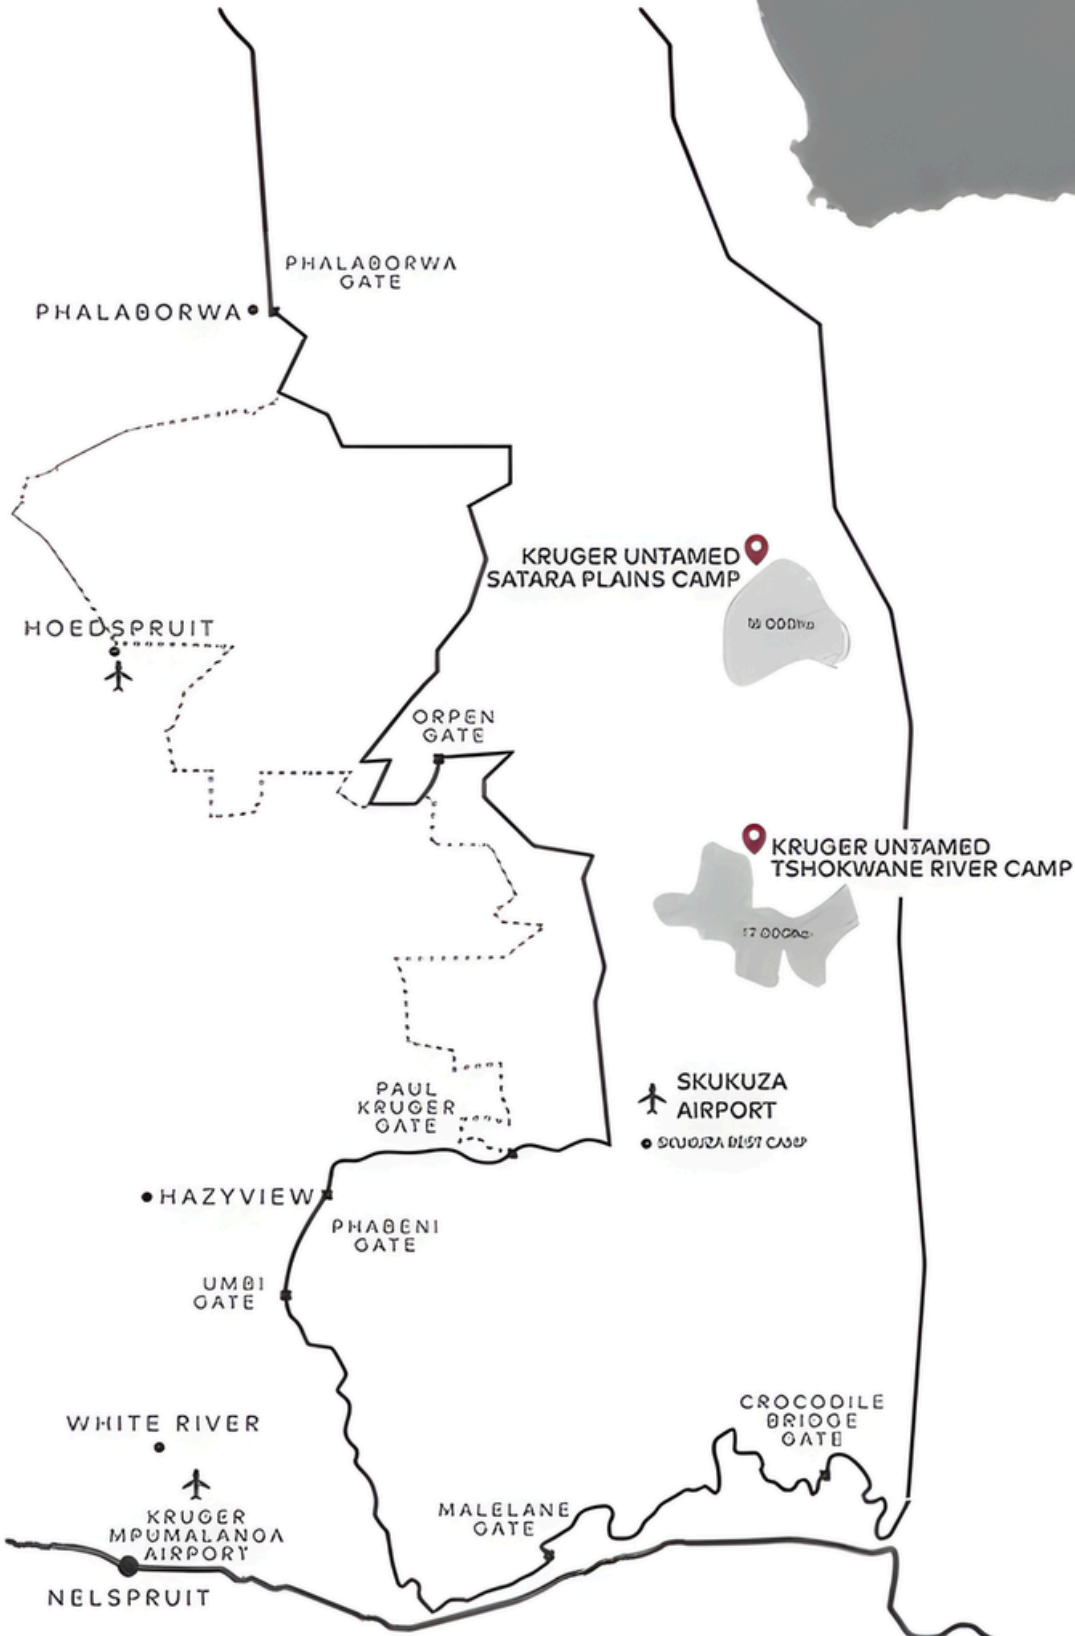 PHALABORWA
GATE
PHALABORWA
KRUGER UNTAMED
SATARA PLAINS CAMP
HOEDSPRUIT
ORPEN
GATE
KRUGER UNTAMED
TSHOKWANE RIVER CAMP
SKUKUZA
AIRPORT
PAUL
KRUGER
GATE
HAZYVIEW
PHABENI
GATE
UMBI
GATE
CROCODILE
BRIDGE
GATE
WHITE RIVER
MALELANE
GATE
KRUGER
MPUMALANGA
AIRPORT
NELSPRUIT